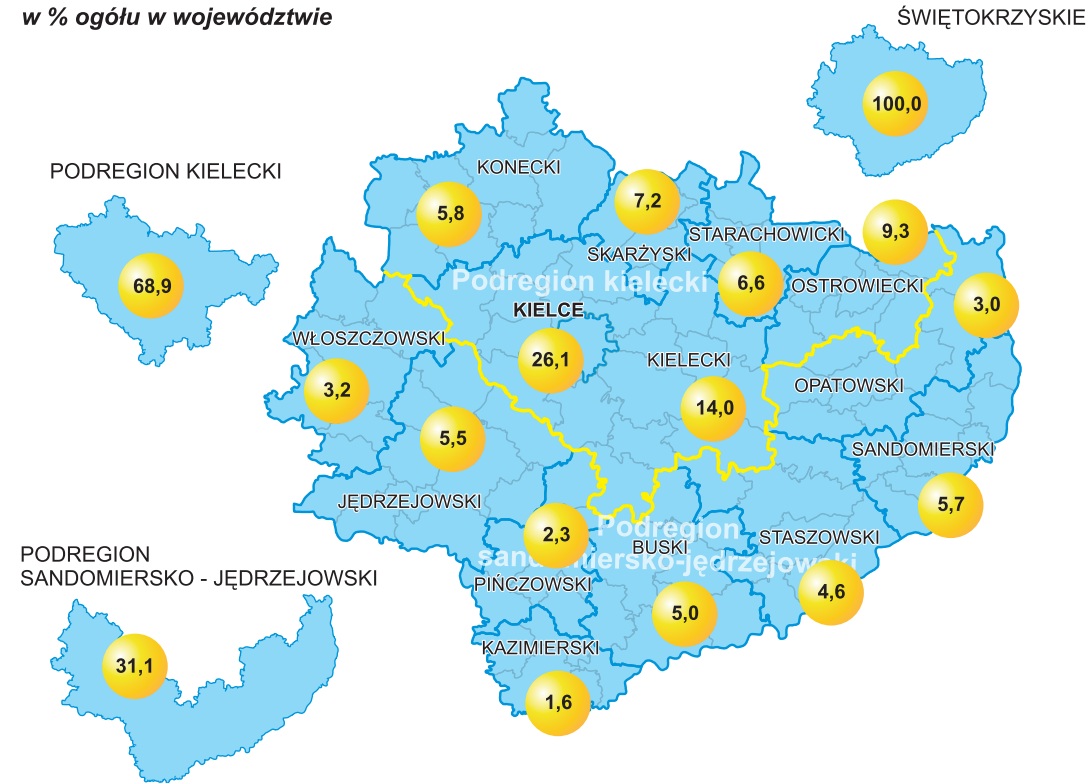 w % ogółu w województwie
ŚWIĘTOKRZYSKIE
100,0
PODREGION KIELECKI
68,9
KONECKI
5,8
7,2
SKARŻYSKI
STARACHOWICKI
6,6
9,3
OSTROWIECKI
3,0
Podregion kielecki
KIELCE
26,1
WŁOSZCZOWSKI
3,2
KIELECKI
14,0
OPATOWSKI
5,5
JĘDRZEJOWSKI
SANDOMIERSKI
5,7
2,3
PIŃCZOWSKI
Podregion
sandomiersko-jędrzejowski
BUSKI
5,0
STASZOWSKI
4,6
KAZIMIERSKI
1,6
PODREGION
SANDOMIERSKO - JĘDRZEJOWSKI
31,1